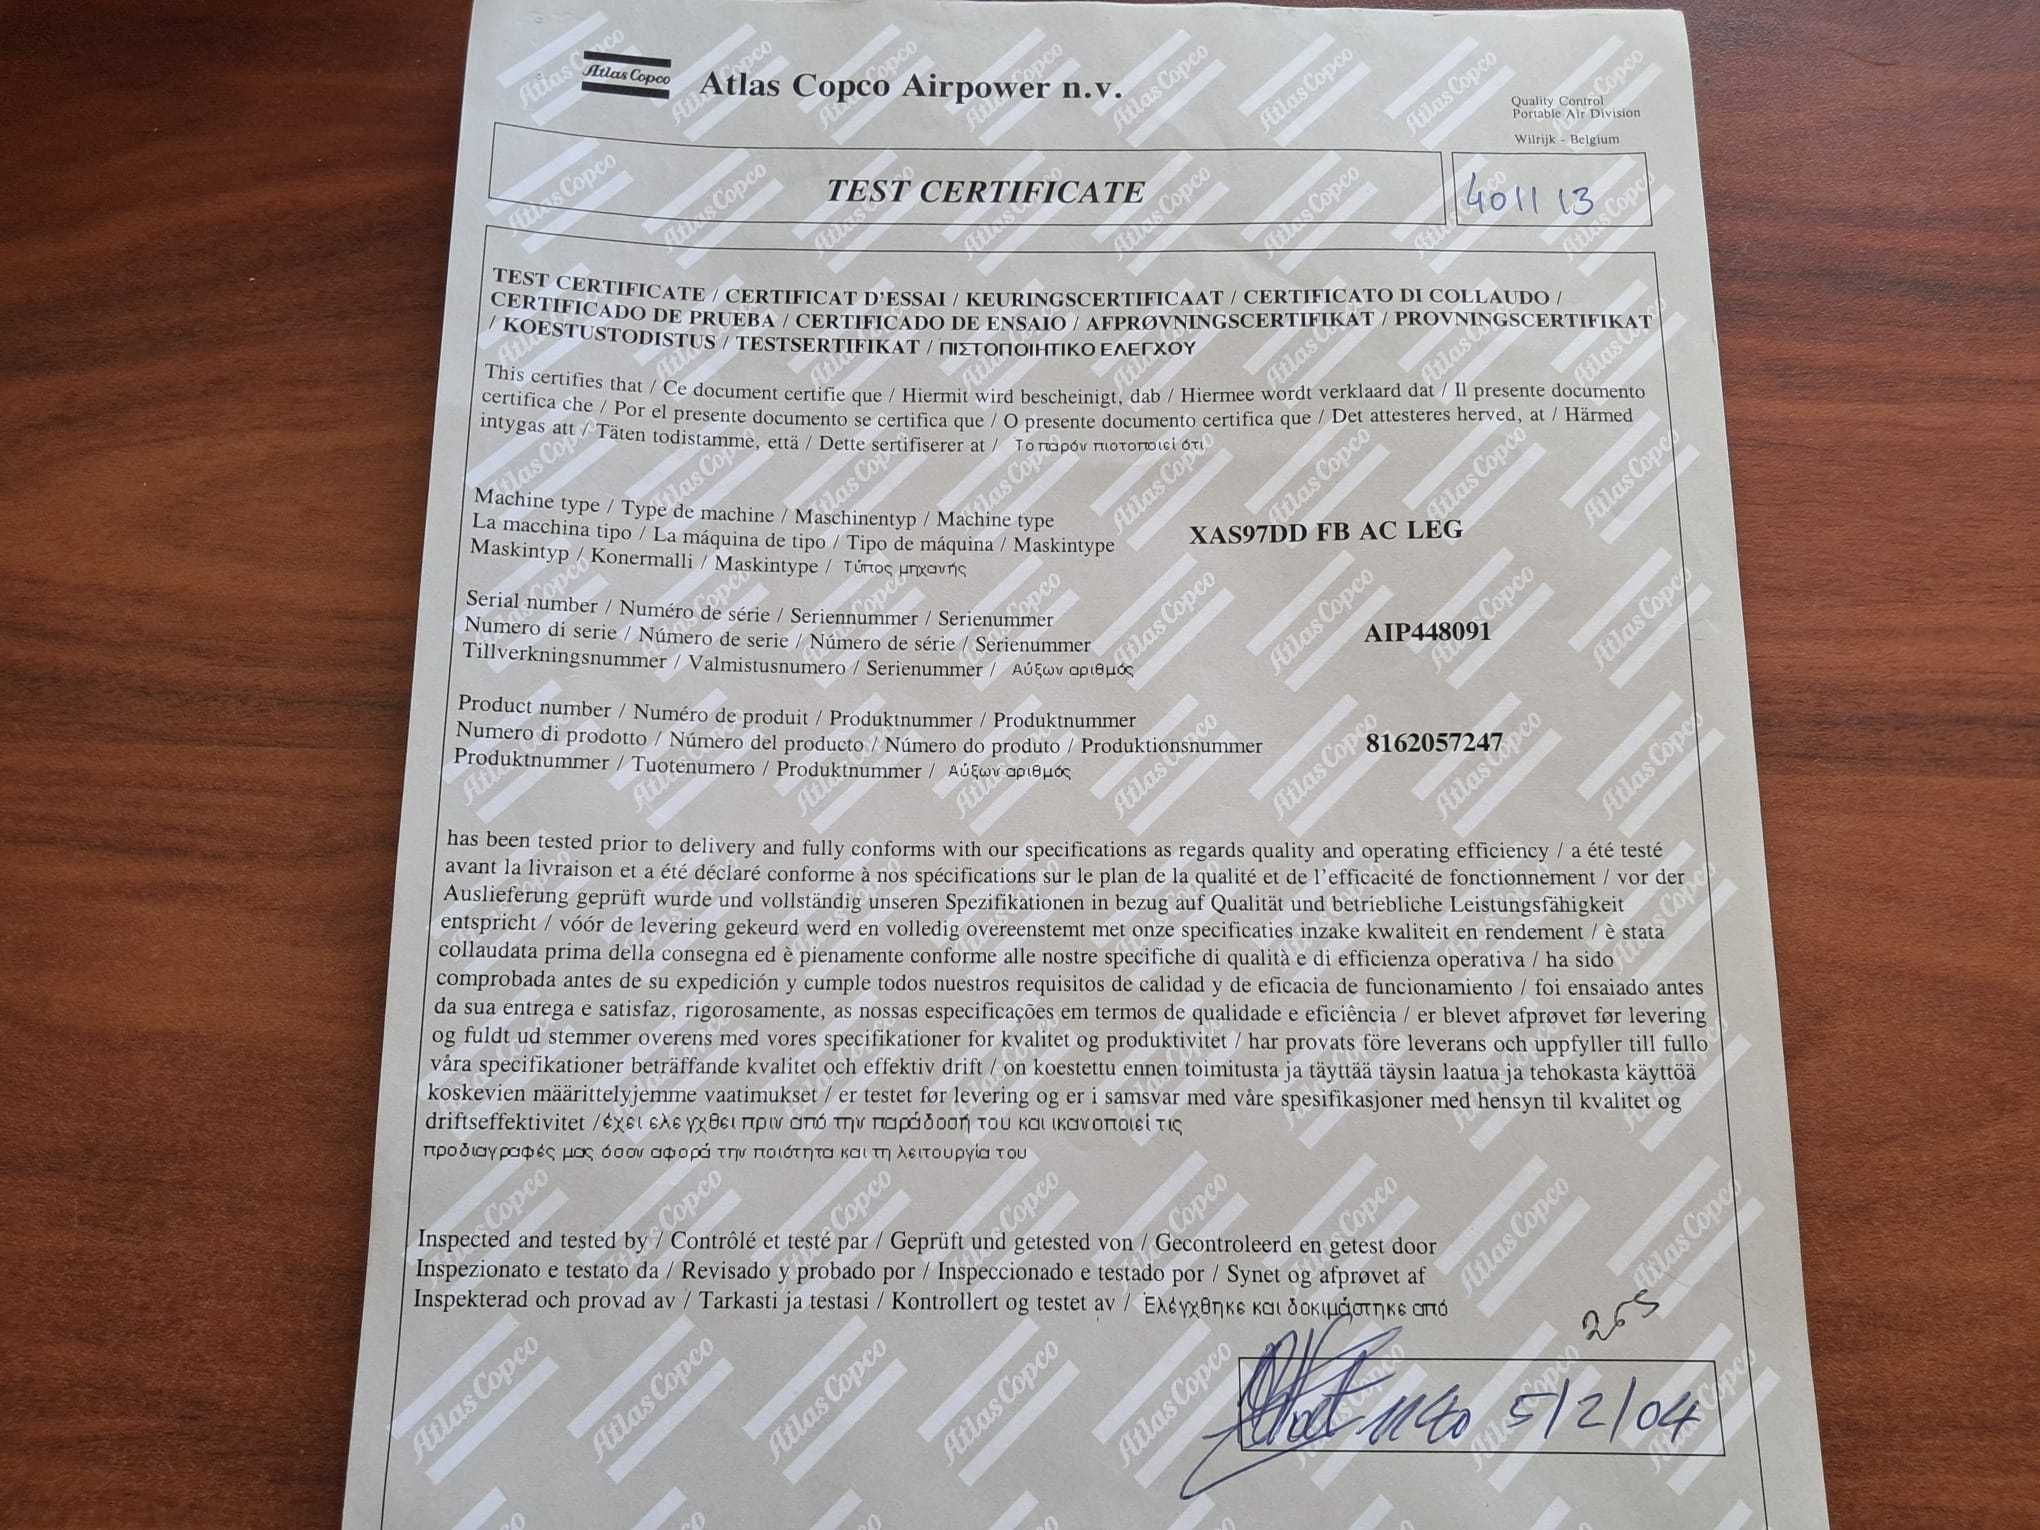 Atlas Copco
Atlas Copco Airpower n.v.
Quality Control
Portable Air Division
Wilrijk - Belgium
TEST CERTIFICATE
4011 13
TEST CERTIFICATE / CERTIFICAT D'ESSAI / KEURINGSCERTIFICAAT / CERTIFICATO DI COLLAUDO /
CERTIFICADO DE PRUEBA / CERTIFICADO DE ENSAIO / AFPRØVNINGSCERTIFIKAT / PROVNINGSCERTIFIKAT
/ KOESTUSTODISTUS / TESTSERTIFIKAT / ΠΙΣΤΟΠΟΙΗΤΙΚΟ ΕΛΕΓΧΟΥ
This certifies that / Ce document certifie que / Hiermit wird bescheinigt, dab / Hiermee wordt verklaard dat / Il presente documento
certifica che / Por el presente documento se certifica que / O presente documento certifica que / Det attesteres herved, at / Härmed
intygas att / Täten todistamme, että / Dette sertifiserer at / Το παρόν πιστοποιεί ότι
Machine type / Type de machine / Maschinentyp / Machine type
La macchina tipo / La máquina de tipo / Tipo de máquina / Maskintype
Maskintyp / Konermalli / Maskintype / Τύπος μηχανής
XAS97DD FB AC LEG
Serial number / Numéro de série / Seriennummer / Serienummer
Numero di serie / Número de serie / Número de série / Serienummer
Tillverkningsnummer / Valmistusnumero / Serienummer / Αύξων αριθμός
AIP448091
Product number / Numéro de produit / Produktnummer / Produktnummer
Numero di prodotto / Número del producto / Número do produto / Produktionsnummer
Produktnummer / Tuotenumero / Produktnummer / Αύξων αριθμός
8162057247
has been tested prior to delivery and fully conforms with our specifications as regards quality and operating efficiency / a été testé
avant la livraison et a été déclaré conforme à nos spécifications sur le plan de la qualité et de l'efficacité de fonctionnement / vor der
Auslieferung geprüft wurde und vollständig unseren Spezifikationen in bezug auf Qualität und betriebliche Leistungsfähigkeit
entspricht / vóór de levering gekeurd werd en volledig overeenstemt met onze specificaties inzake kwaliteit en rendement / è stata
collaudata prima della consegna ed è pienamente conforme alle nostre specifiche di qualità e di efficienza operativa / ha sido
comprobada antes de su expedición y cumple todos nuestros requisitos de calidad y de eficacia de funcionamiento / foi ensaiado antes
da sua entrega e satisfaz, rigorosamente, as nossas especificações em termos de qualidade e eficiência / er blevet afprøvet før levering
og fuldt ud stemmer overens med vores specifikationer for kvalitet og produktivitet / har provats före leverans och uppfyller till fullo
våra specifikationer beträffande kvalitet och effektiv drift / on koestettu ennen toimitusta ja täyttää täysin laatua ja tehokasta käyttöä
koskevien määrittelyjemme vaatimukset / er testet før levering og er i samsvar med våre spesifikasjoner med hensyn til kvalitet og
driftseffektivitet / έχει ελεγχθει πριν από την παράδοσή του και ικανοποιεί τις
προδιαγραφές μας όσον αφορά την ποιότητα και τη λειτουργία του
Inspected and tested by / Contrôlé et testé par / Geprüft und getested von / Gecontroleerd en getest door
Inspezionato e testato da / Revisado y probado por / Inspeccionado e testado por / Synet og afprøvet af
Inspekterad och provad av / Tarkasti ja testasi / Kontrollert og testet av / Ελέγχθηκε και δοκιμάστηκε από
5/2/04